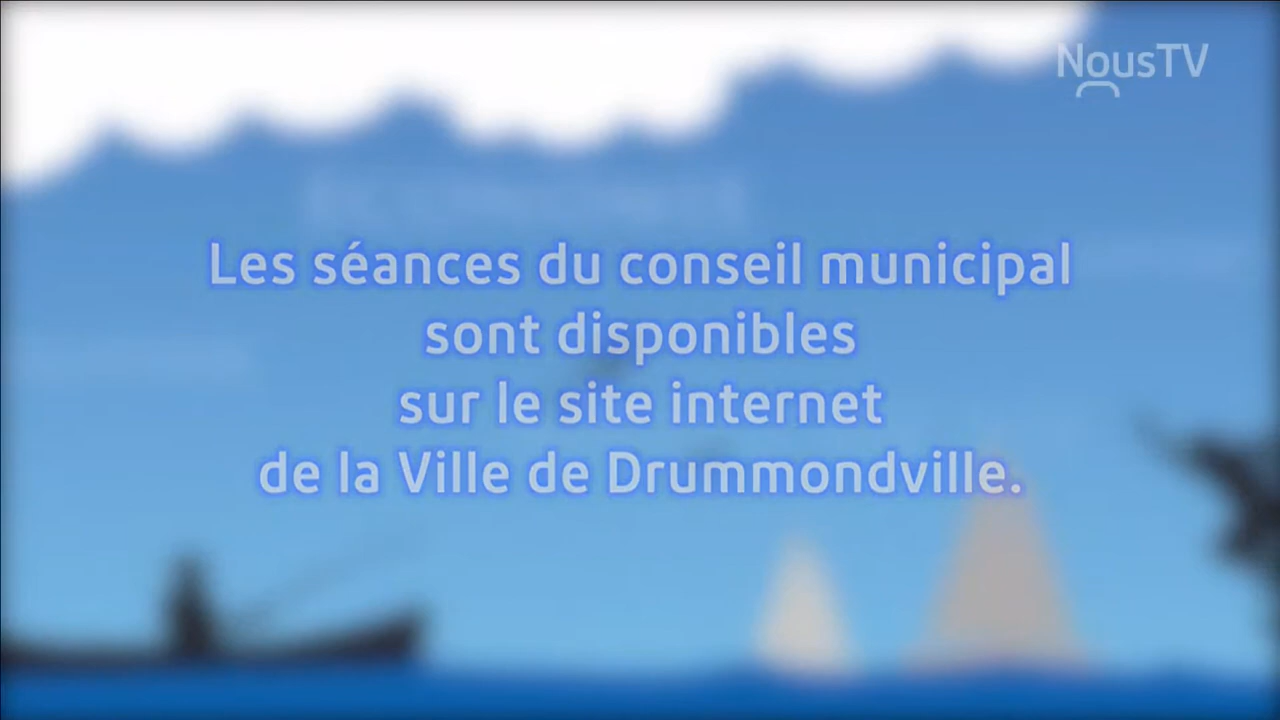 NousTV
Les séances du conseil municipal
sont disponibles
sur le site internet
de la Ville de Drummondville.